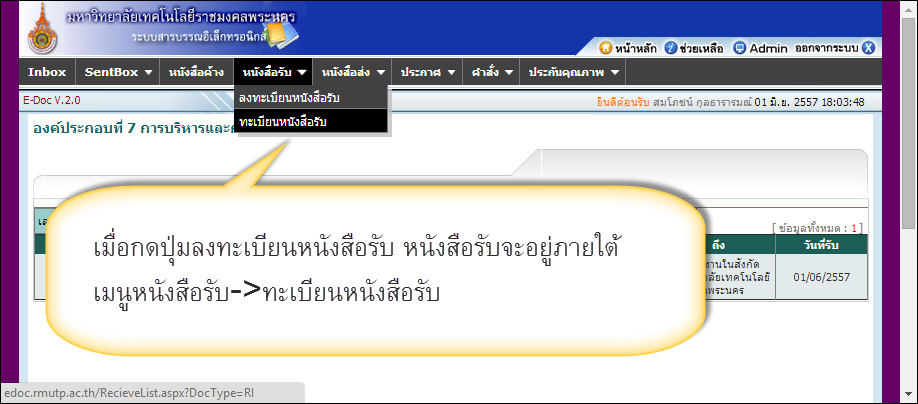 มหาวิทยาลัยเทคโนโลยีราชมงคลพระนคร
ระบบสารบรรณอิเล็กทรอนิกส์
หน้าหลัก ช่วยเหลือ Admin ออกจากระบบ
Inbox SentBox หนังสือค้าง หนังสือรับ หนังสือส่ง ประกาศ คำสั่ง ประกันคุณภาพ
ลงทะเบียนหนังสือรับ
ทะเบียนหนังสือรับ
E-Doc V.2.0
ยินดีต้อนรับ สมโภชน์ กุลธารารมณ์ 01 มิ.ย. 2557 18:03:48
องค์ประกอบที่ 7 การบริหารและ
[ ข้อมูลทั้งหมด : 1 ]
ถึง วันที่รับ
งานในสังกัด
ลัยเทคโนโลยี
พระนคร
01/06/2557
เมื่อกดปุ่มลงทะเบียนหนังสือรับ หนังสือรับจะอยู่ภายใต้
เมนูหนังสือรับ->ทะเบียนหนังสือรับ
edoc.rmutp.ac.th/RecieveList.aspx?DocType=RI